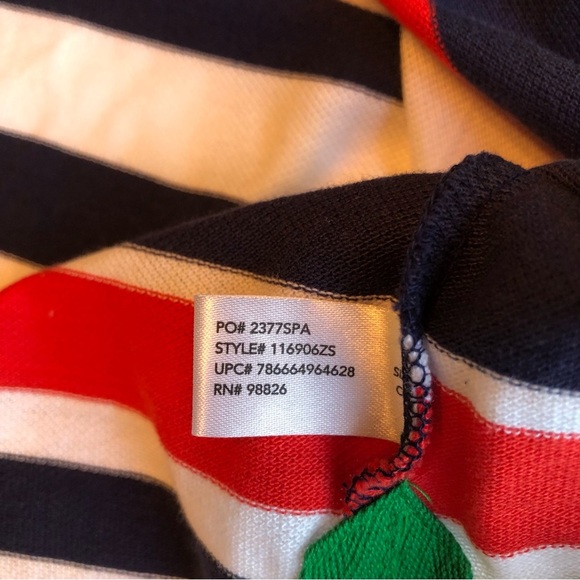 PO# 2377SPA
STYLE# 116906ZS
UPC# 786664964628
RN# 98826